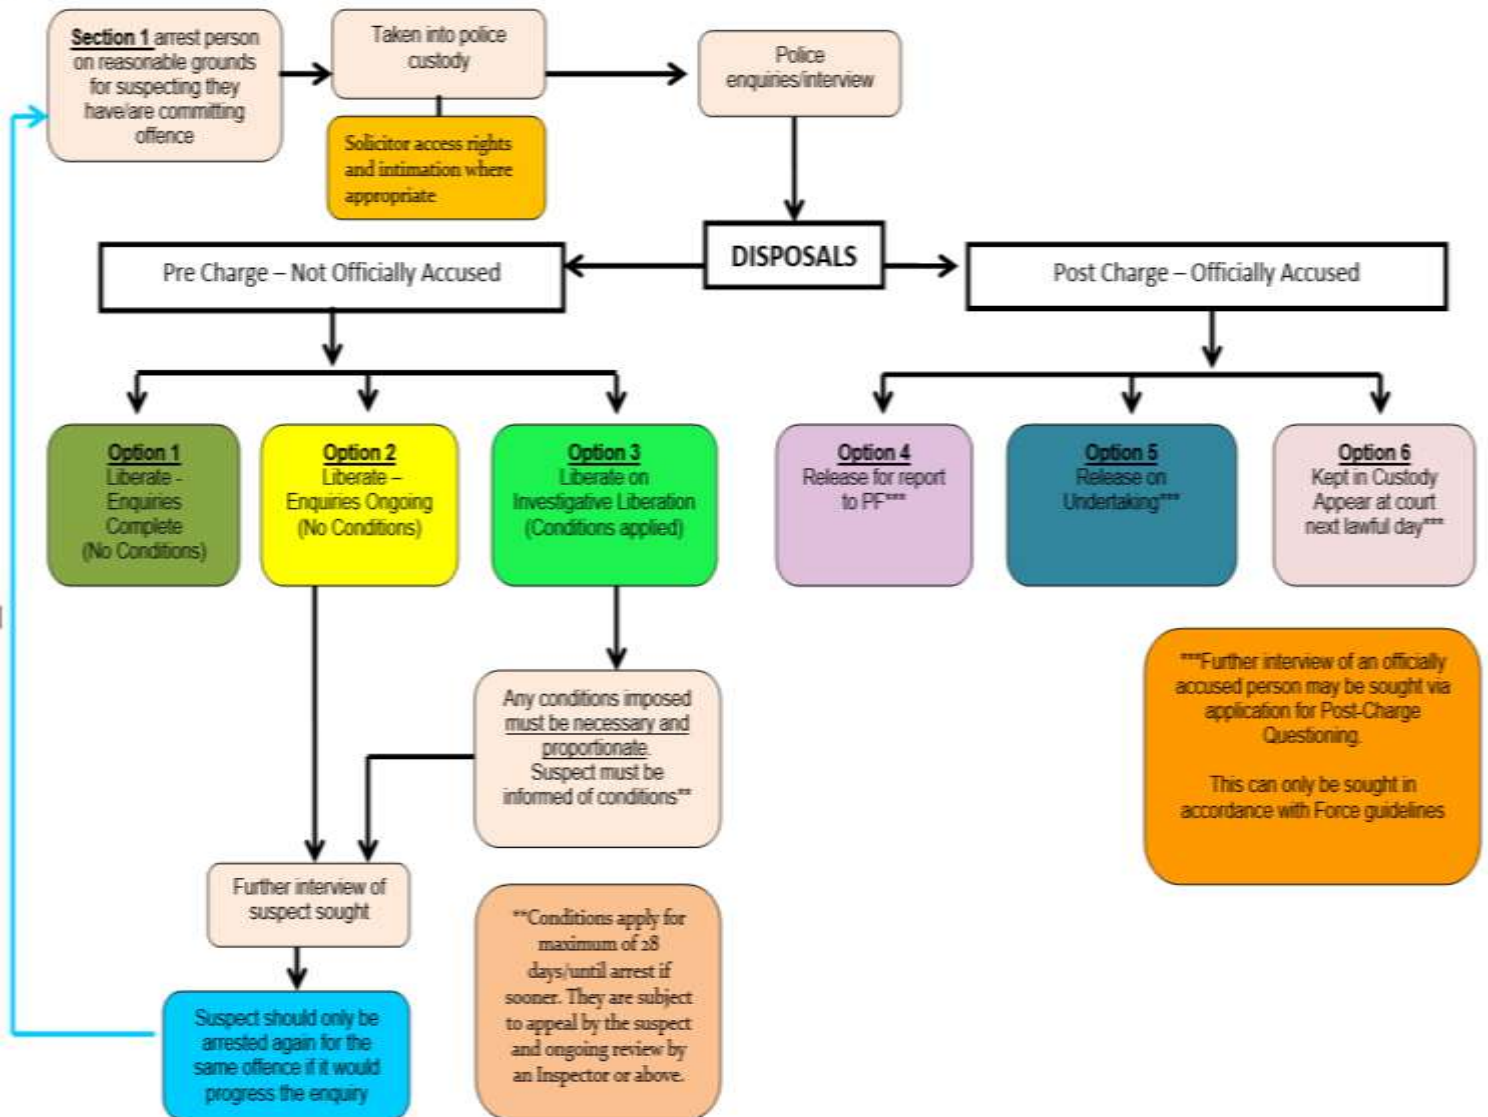 Section 1 arrest person
on reasonable grounds
for suspecting they
have/are committing
offence
Taken into police
custody
Solicitor access rights
and intimation where
appropriate
Police
enquiries/interview
DISPOSALS
Pre Charge – Not Officially Accused
Post Charge – Officially Accused
Option 1
Liberate -
Enquiries
Complete
(No Conditions)
Option 2
Liberate –
Enquiries Ongoing
(No Conditions)
Option 3
Liberate on
Investigative Liberation
(Conditions applied)
Option 4
Release for report
to PF***
Option 5
Release on
Undertaking***
Option 6
Kept in Custody
Appear at court
next lawful day***
Any conditions imposed
must be necessary and
proportionate.
Suspect must be
informed of conditions**
***Further interview of an officially
accused person may be sought via
application for Post-Charge
Questioning.
This can only be sought in
accordance with Force guidelines
Further interview of
suspect sought
**Conditions apply for
maximum of 28
days/until arrest if
sooner. They are subject
to appeal by the suspect
and ongoing review by
an Inspector or above.
Suspect should only be
arrested again for the
same offence if it would
progress the enquiry